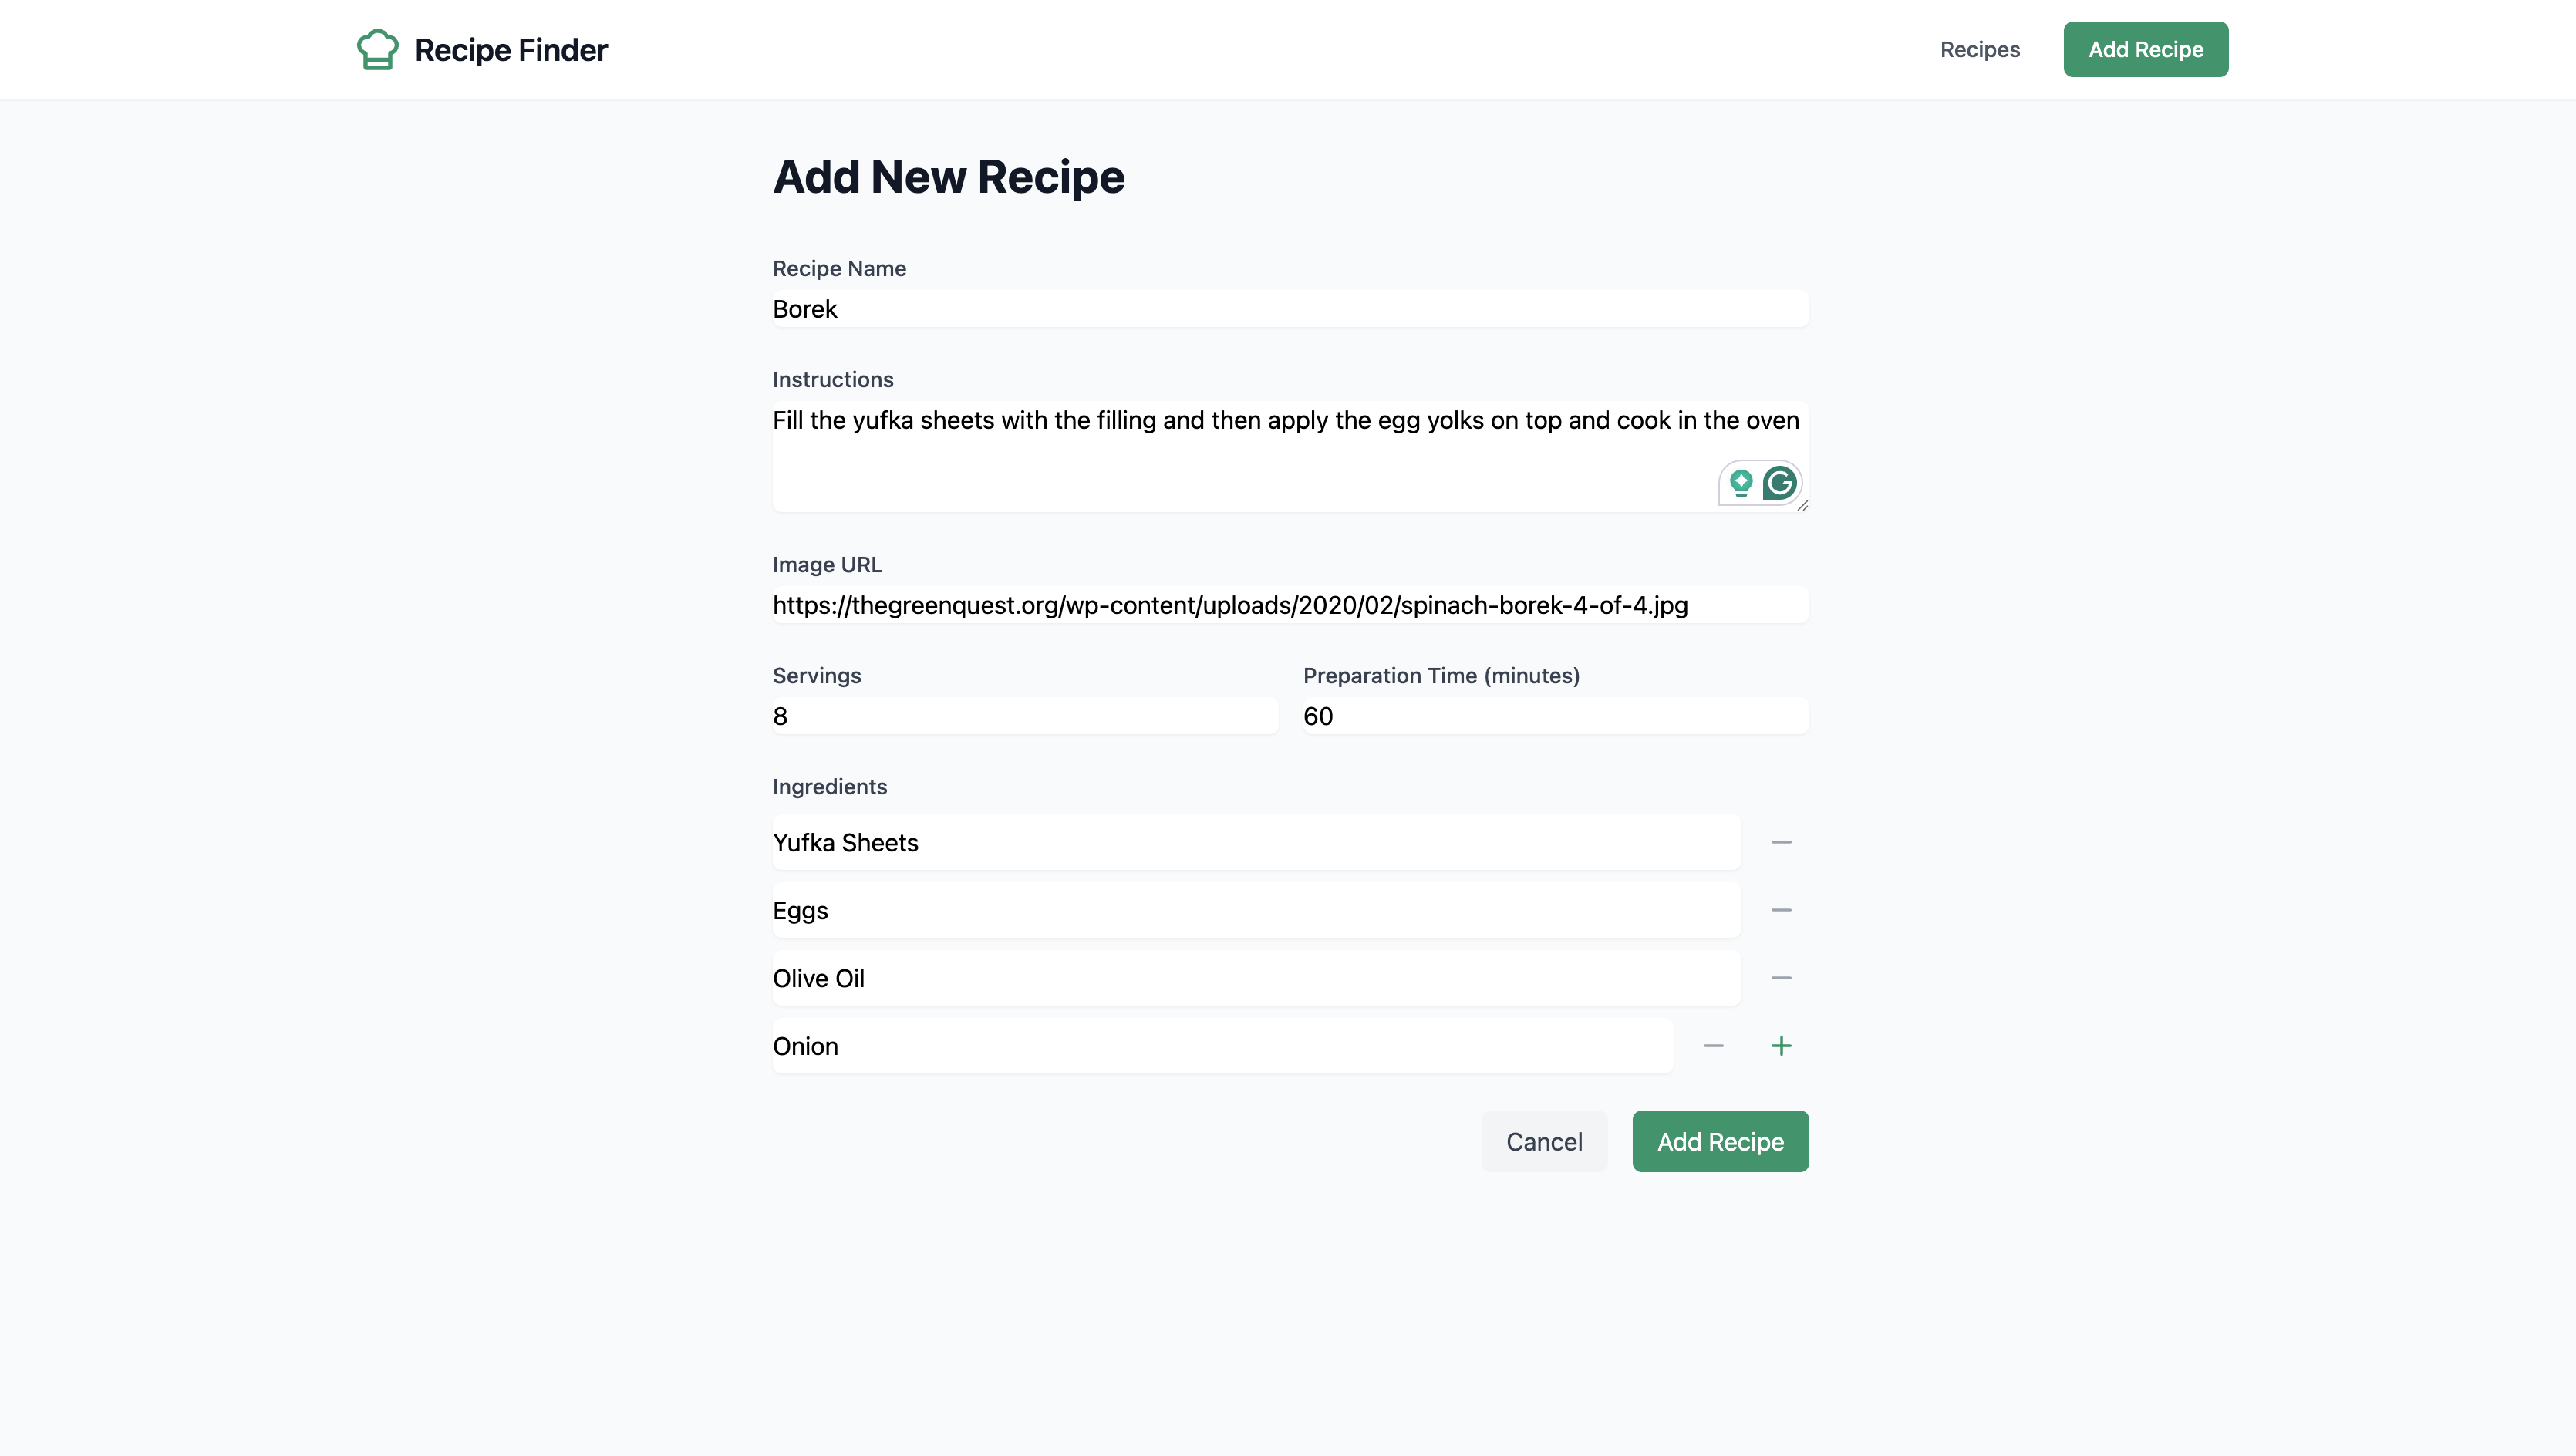 Recipe Finder
Recipes
Add Recipe
Add New Recipe
Recipe Name
Borek
Instructions
Fill the yufka sheets with the filling and then apply the egg yolks on top and cook in the oven
Image URL
https://thegreenquest.org/wp-content/uploads/2020/02/spinach-borek-4-of-4.jpg
Servings
Preparation Time (minutes)
8
60
Ingredients
Yufka Sheets
Eggs
Olive Oil
Onion
Cancel
Add Recipe